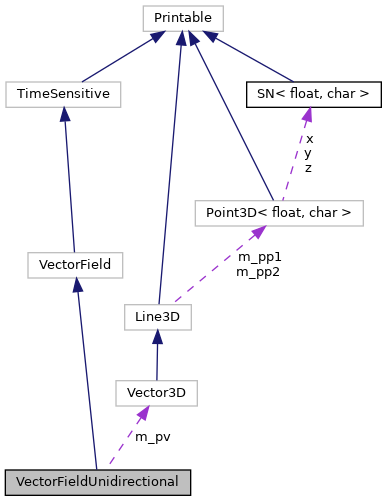 Printable
TimeSensitive
SN< float, char >
x
y
z
Point3D< float, char >
VectorField
m_pp1
m_pp2
Line3D
Vector3D
m_pv
VectorFieldUnidirectional